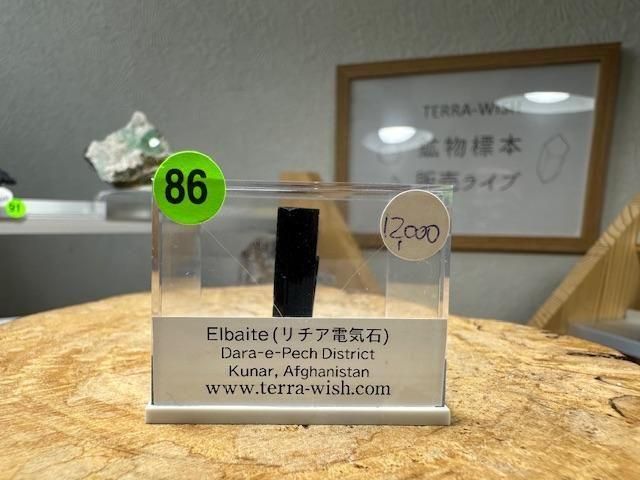 TERRA-WISH
鉱物標本
販売ライブ
91
86
12,000
Elbaite(リチア電気石)
Dara-e-Pech District
Kunar, Afghanistan
www.terra-wish.com